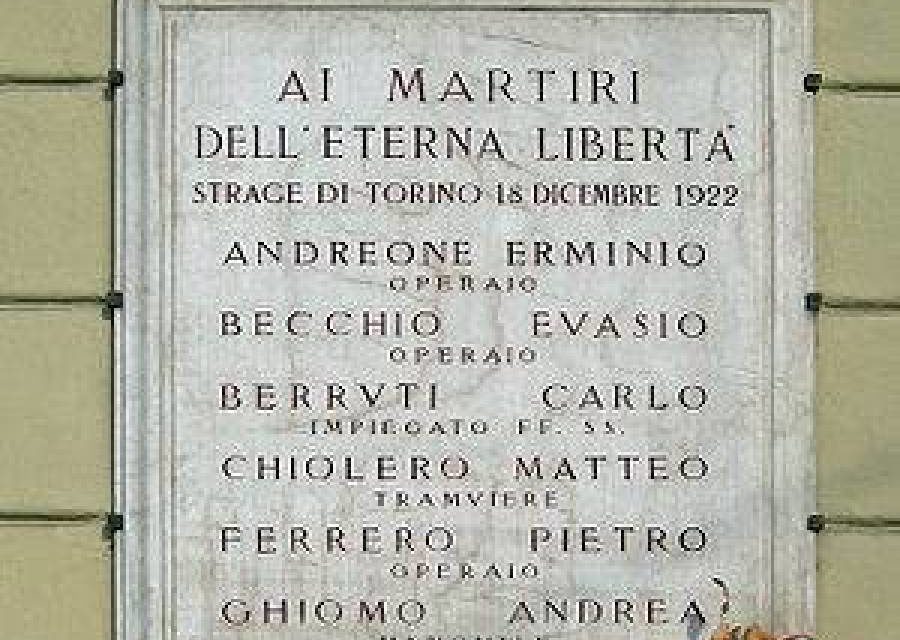 AI MARTIRI
DELL'ETERNA LIBERTÀ
STRAGE DI TORINO 18 DICEMBRE 1922
ANDREONE ERMINIO
OPERAIO
BECCHIO EVASIO
OPERAIO
BERRVTI CARLO
IMPIEGATO FF. SS.
CHIOLERO MATTEO
TRAMVIERE
FERRERO PIETRO
OPERAIO
GHIOMO ANDREA